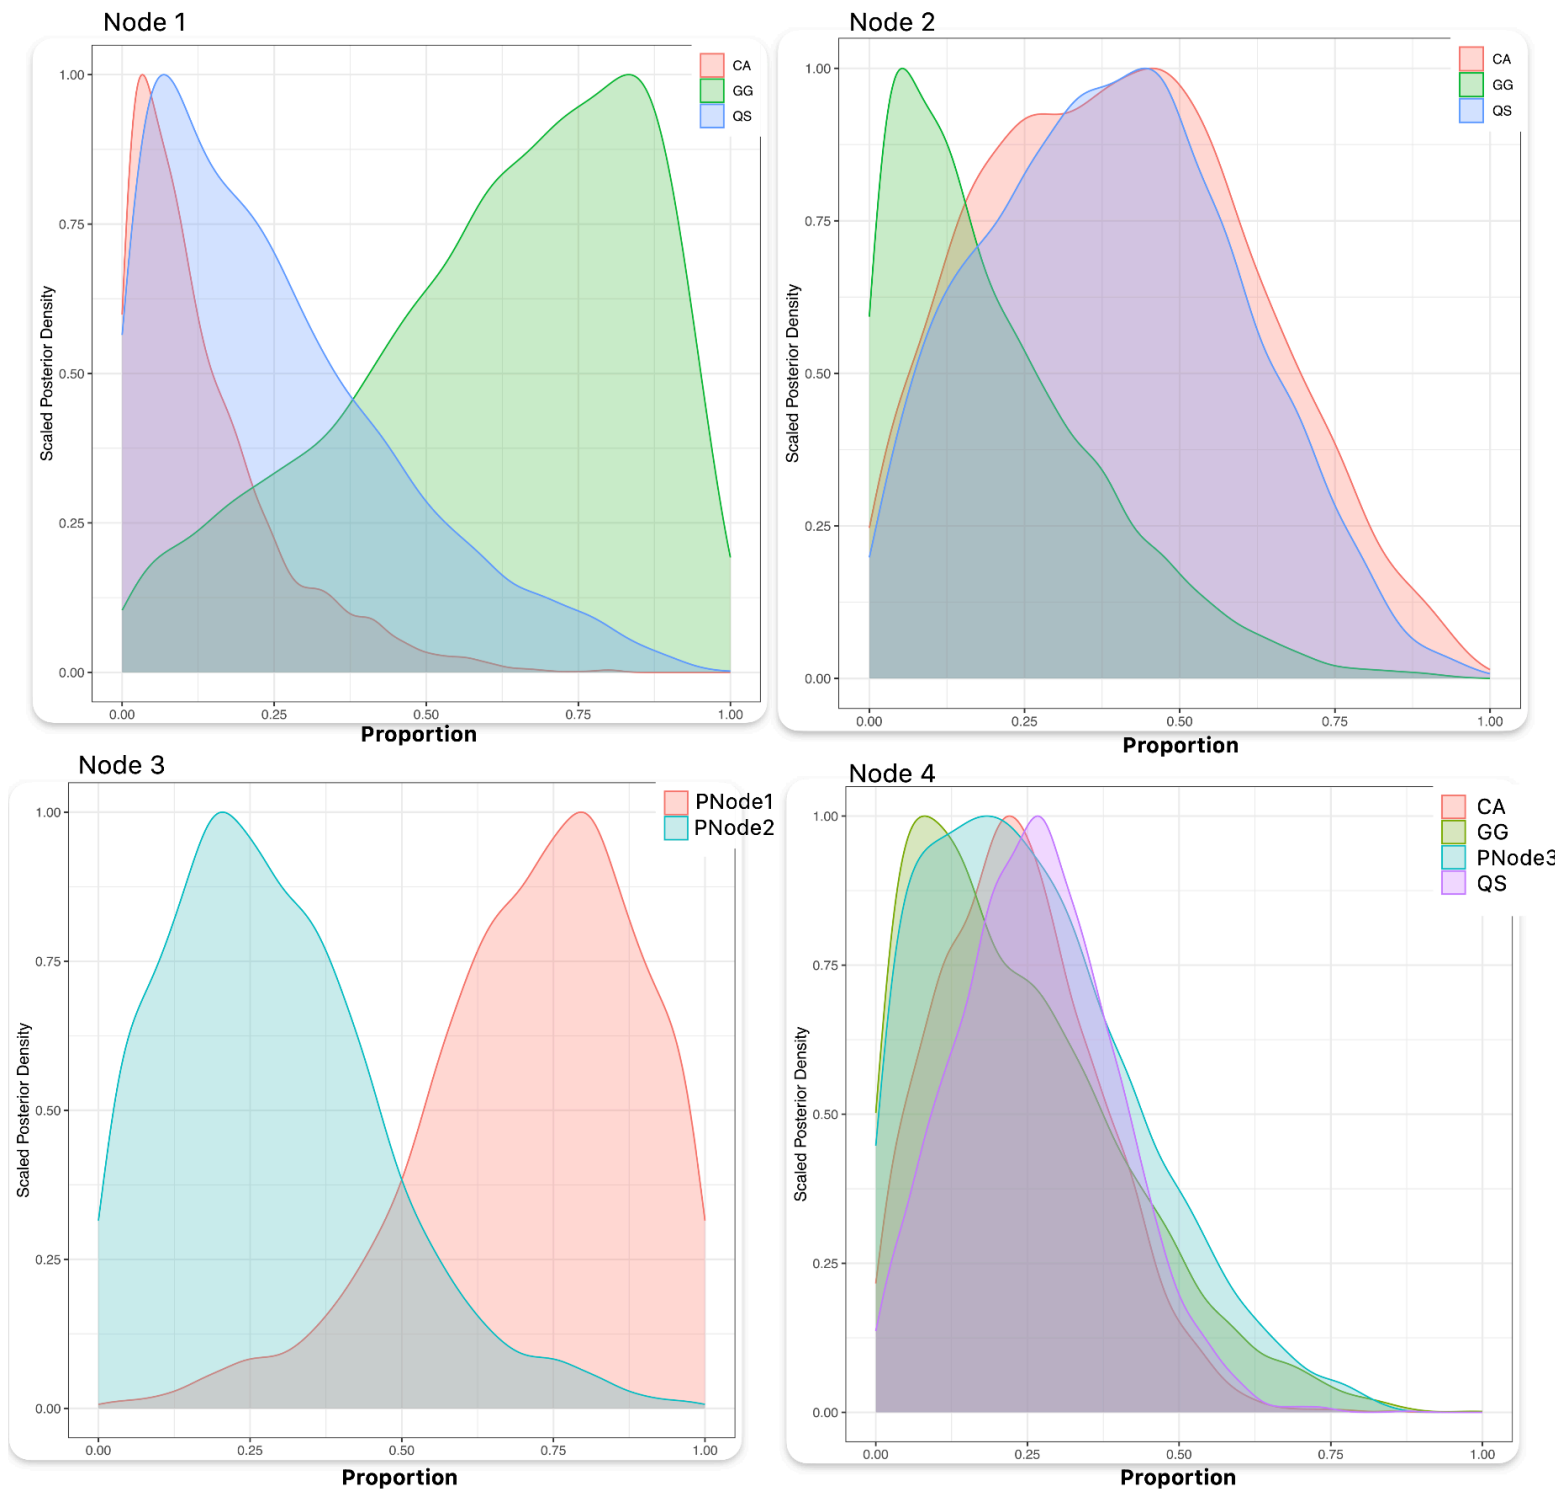 Node 1
CA
GG
QS
1.00
0.75
0.50
0.25
0.00
Scaled Posterior Density
0.00 0.25 0.50 0.75 1.00
Proportion
Node 2
CA
GG
QS
1.00
0.75
0.50
0.25
0.00
Scaled Posterior Density
0.00 0.25 0.50 0.75 1.00
Proportion
Node 3
PNode1
PNode2
1.00
0.75
0.50
0.25
0.00
Scaled Posterior Density
0.00 0.25 0.50 0.75 1.00
Proportion
Node 4
CA
GG
PNode3
QS
1.00
0.75
0.50
0.25
0.00
Scaled Posterior Density
0.00 0.25 0.50 0.75 1.00
Proportion